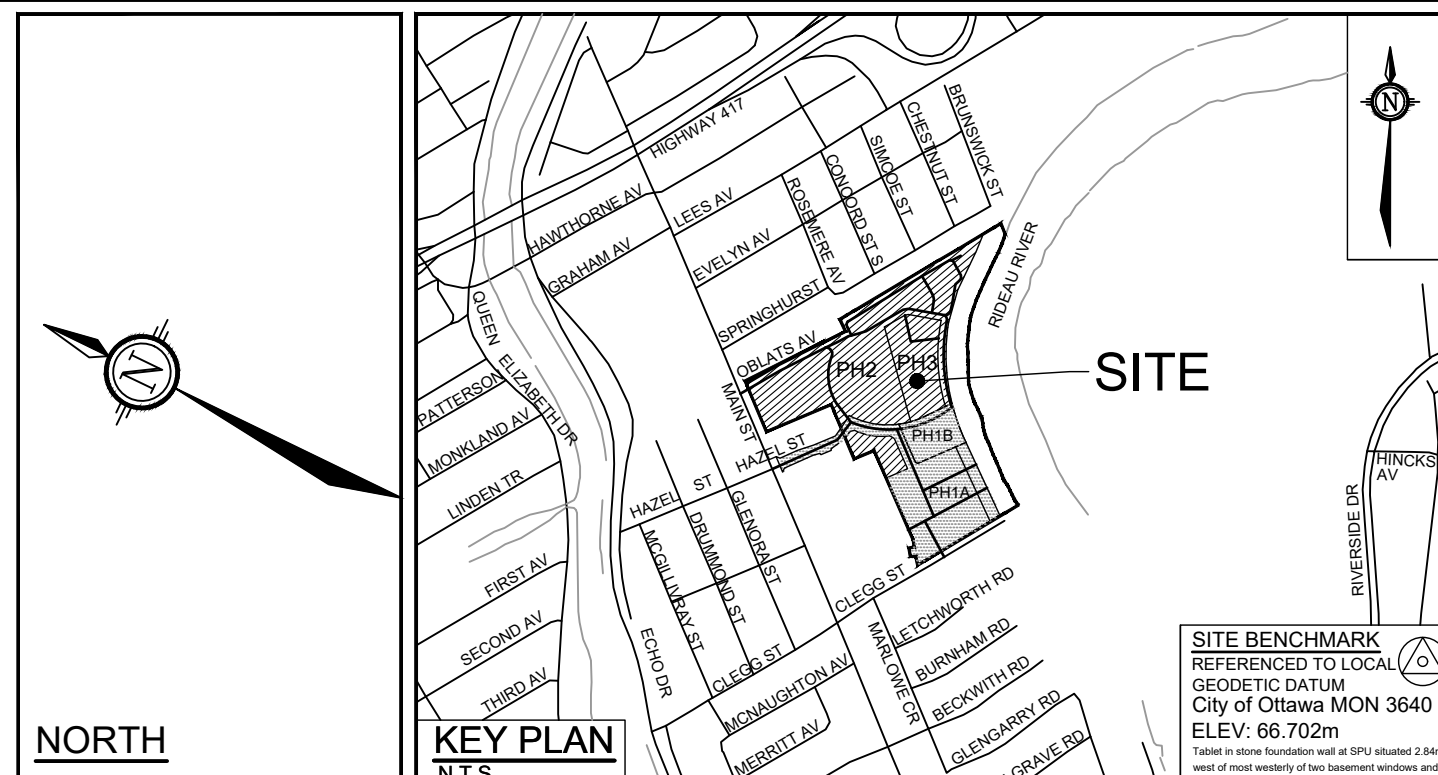 N
NORTH
HIGHWAY 417
BRUNSWICK ST
CHESTNUT ST
SIMCOE ST
CONCORD ST S
ROSEMERE AV
HAWTHORNE AV
LEES AV
GRAHAM AV
EVELYN AV
SPRINGHURST
OBLATS AV
QUEEN ELIZABETH DR
RIDEAU RIVER
N
PH2
PH3
SITE
PATTERSON
MONKLAND AV
LINDEN TR
MAIN ST
HAZEL ST
HAZEL ST
PH1B
PH1A
GLENORA ST
DRUMMOND ST
MCGILLIVRAY ST
FIRST AV
SECOND AV
THIRD AV
ECHO DR
CLEGG ST
CLEGG ST
MCNAUGHTON AV
MERRITT AV
MARLOWE CR
LETCHWORTH RD
BURNHAM RD
BECKWITH RD
GLENGARRY RD
GRAVE RD
HINCKS
AV
RIVERSIDE DR
KEY PLAN
N.T.S.
SITE BENCHMARK
REFERENCED TO LOCAL
GEODETIC DATUM
City of Ottawa MON 3640
ELEV: 66.702m
Tablet in stone foundation wall at SPU situated 2.84m
west of most westerly of two basement windows and